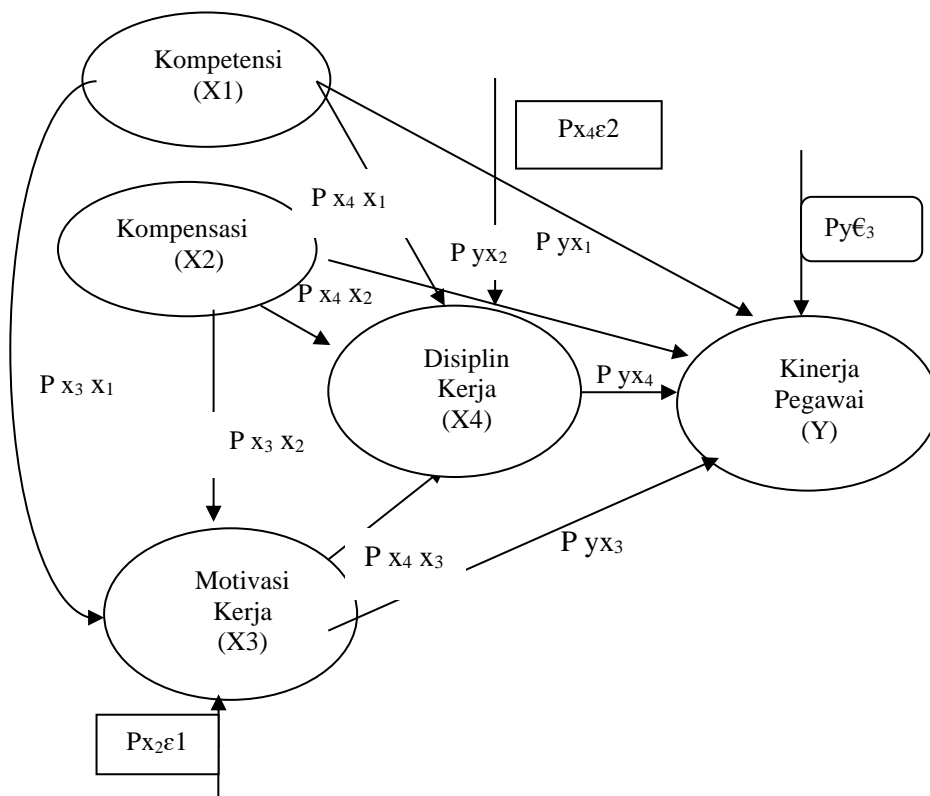 Kompetensi
(X1)
Px₄ε2
P x₄ x₁
Py€₃
Kompensasi
(X2)
P yx₂
P yx₁
P x₄ x₂
Disiplin
Kerja
(X4)
P yx₄
Kinerja
Pegawai
(Y)
P x₃ x₁
P x₃ x₂
P x₄ x₃
P yx₃
Motivasi
Kerja
(X3)
Px₂ε1